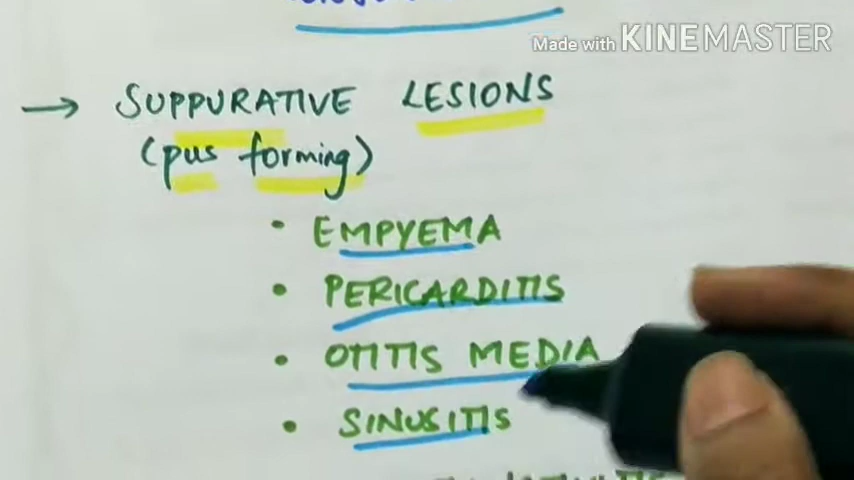 Made with KINEMASTER
→ SUPPURATIVE LESIONS
(pus forming)
• EMPYEMA
• PERICARDITIS
• OTITIS MEDIA
• SINUSITIS